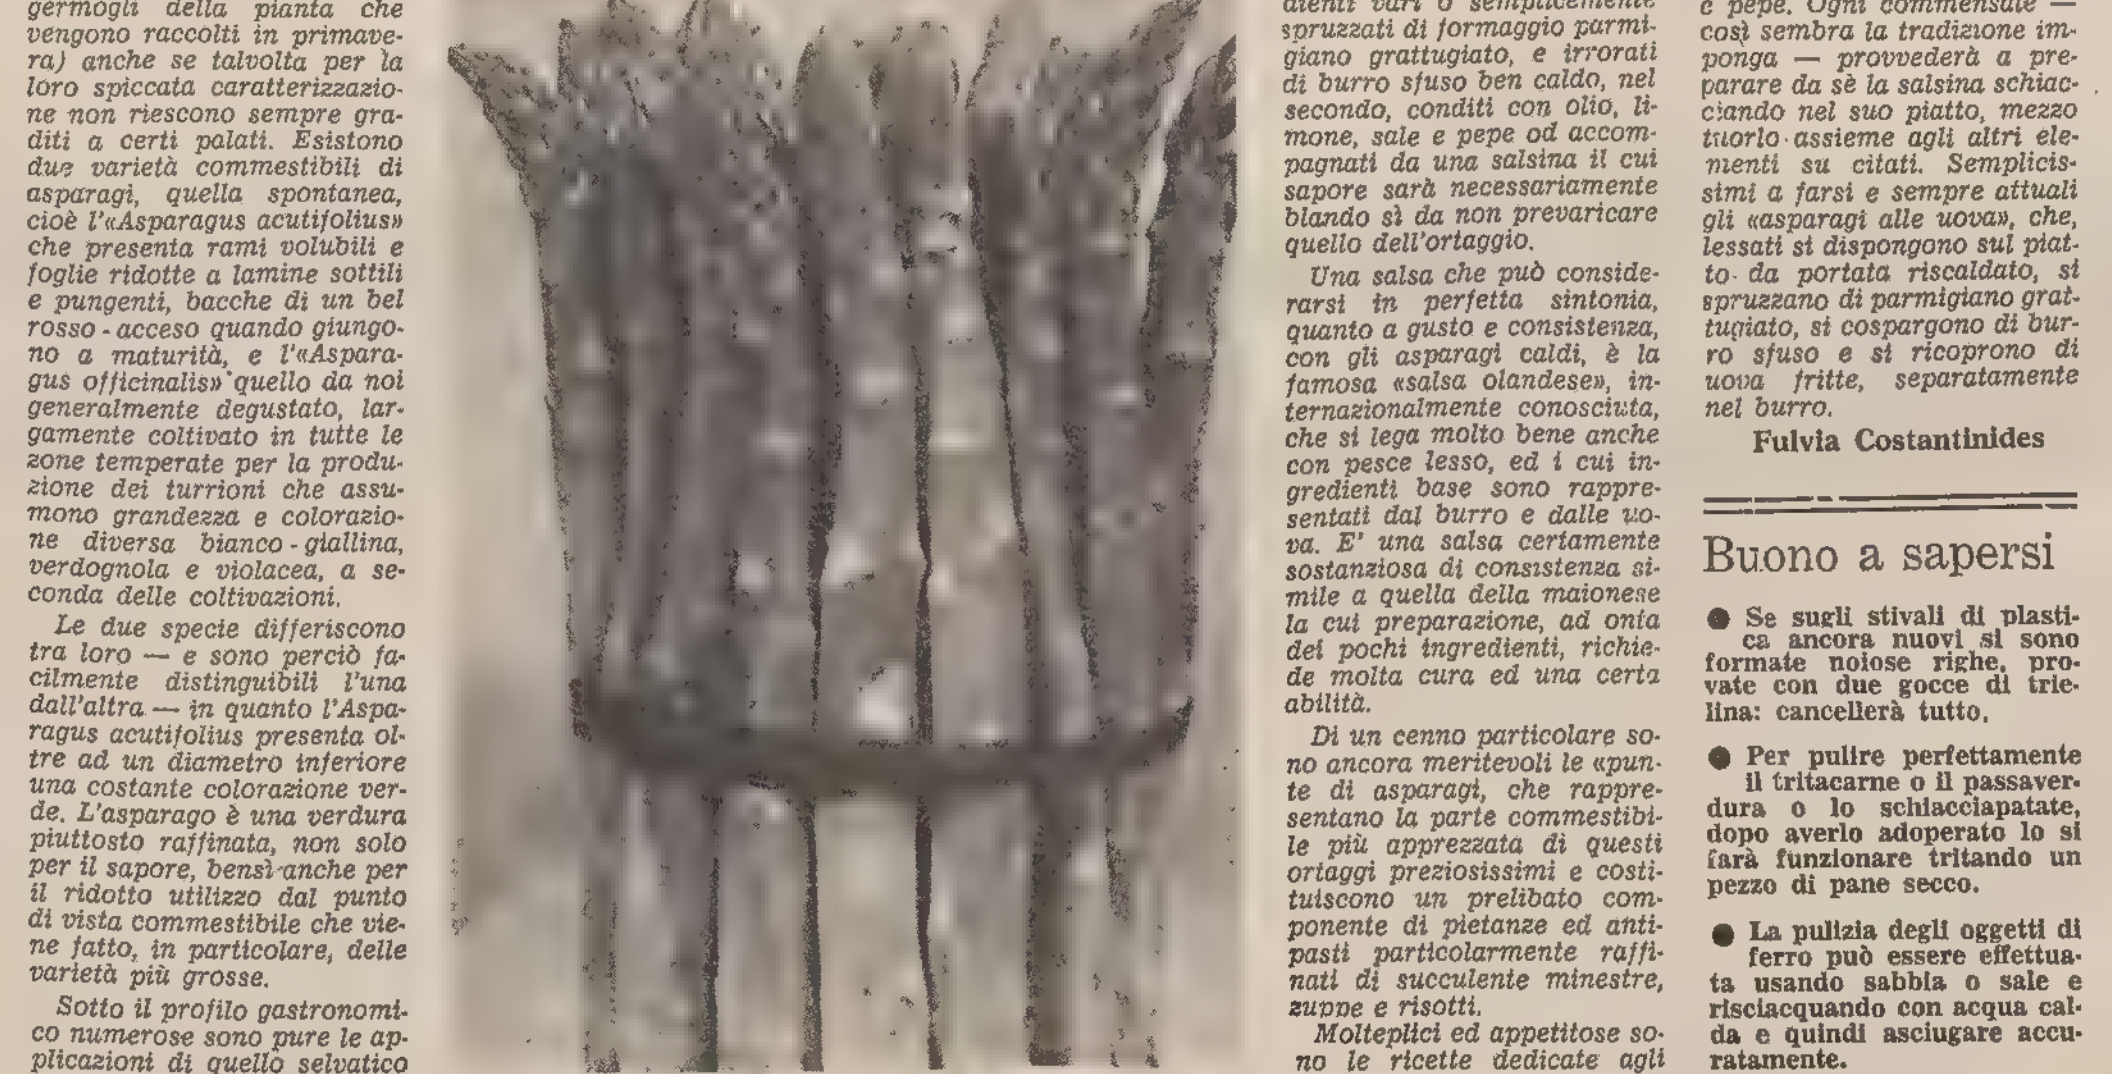 germogli della pianta che
vengono raccolti in primave-
ra) anche se talvolta per la
loro spiccata caratterizzazio-
ne non riescono sempre gra-
diti a certi palati. Esistono
due varietà commestibili di
asparagi, quella spontanea,
cioè l'«Asparagus acutifolius»
che presenta rami volubili e
foglie ridotte a lamine sottili
e pungenti, bacche di un bel
rosso - acceso quando giungo-
no a maturità, e l'«Aspara-
gus officinalis» quello da noi
generalmente degustato, lar-
gamente coltivato in tutte le
zone temperate per la produ-
zione dei turrioni che assu-
mono grandezza e colorazio-
ne diversa bianco - giallina,
verdognola e violacea, a se-
conda delle coltivazioni.
Le due specie differiscono
tra loro — e sono perciò fa-
cilmente distinguibili l'una
dall'altra — in quanto l'Aspa-
ragus acutifolius presenta ol-
tre ad un diametro inferiore
una costante colorazione ver-
de. L'asparago è una verdura
piuttosto raffinata, non solo
per il sapore, bensì anche per
il ridotto utilizzo dal punto
di vista commestibile che vie-
ne fatto, in particolare, delle
varietà più grosse.
Sotto il profilo gastronomi-
co numerose sono pure le ap-
plicazioni di quello selvatico
dienti vari o semplicemente
spruzzati di formaggio parmi-
giano grattugiato, e irrorati
di burro sfuso ben caldo, nel
secondo, conditi con olio, li-
mone, sale e pepe od accom-
pagnati da una salsina il cui
sapore sarà necessariamente
blando sì da non prevaricare
quello dell'ortaggio.
Una salsa che può conside-
rarsi in perfetta sintonia,
quanto a gusto e consistenza,
con gli asparagi caldi, è la
famosa «salsa olandese», in-
ternazionalmente conosciuta,
che si lega molto bene anche
con pesce lesso, ed i cui in-
gredienti base sono rappre-
sentati dal burro e dalle uo-
va. E' una salsa certamente
sostanziosa di consistenza si-
mile a quella della maionese
la cui preparazione, ad onta
dei pochi ingredienti, richie-
de molta cura ed una certa
abilità.
Di un cenno particolare so-
no ancora meritevoli le «pun-
te di asparagi, che rappre-
sentano la parte commestibi-
le più apprezzata di questi
ortaggi preziosissimi e costi-
tuiscono un prelibato com-
ponente di pietanze ed anti-
pasti particolarmente raffi-
nati di succulente minestre,
zuppe e risotti.
Molteplici ed appetitose so-
no le ricette dedicate agli
e pepe. Ogni commensale —
così sembra la tradizione im-
ponga — provvederà a pre-
parare da sè la salsina schiac-
ciando nel suo piatto, mezzo
tuorlo assieme agli altri ele-
menti su citati. Semplicis-
simi a farsi e sempre attuali
gli «asparagi alle uova», che,
lessati si dispongono sul piat-
to da portata riscaldato, si
spruzzano di parmigiano grat-
tugiato, si cospargono di bur-
ro sfuso e si ricoprono di
uova fritte, separatamente
nel burro.
Fulvia Costantinides
Buono a sapersi
● Se sugli stivali di plasti-
ca ancora nuovi si sono
formate noiose righe, pro-
vate con due gocce di trie-
lina: cancellerà tutto.
● Per pulire perfettamente
il tritacarne o il passaver-
dura o lo schiacciapatate,
dopo averlo adoperato lo si
farà funzionare tritando un
pezzo di pane secco.
● La pulizia degli oggetti di
ferro può essere effettua-
ta usando sabbia o sale e
risciacquando con acqua cal-
da e quindi asciugare accu-
ratamente.